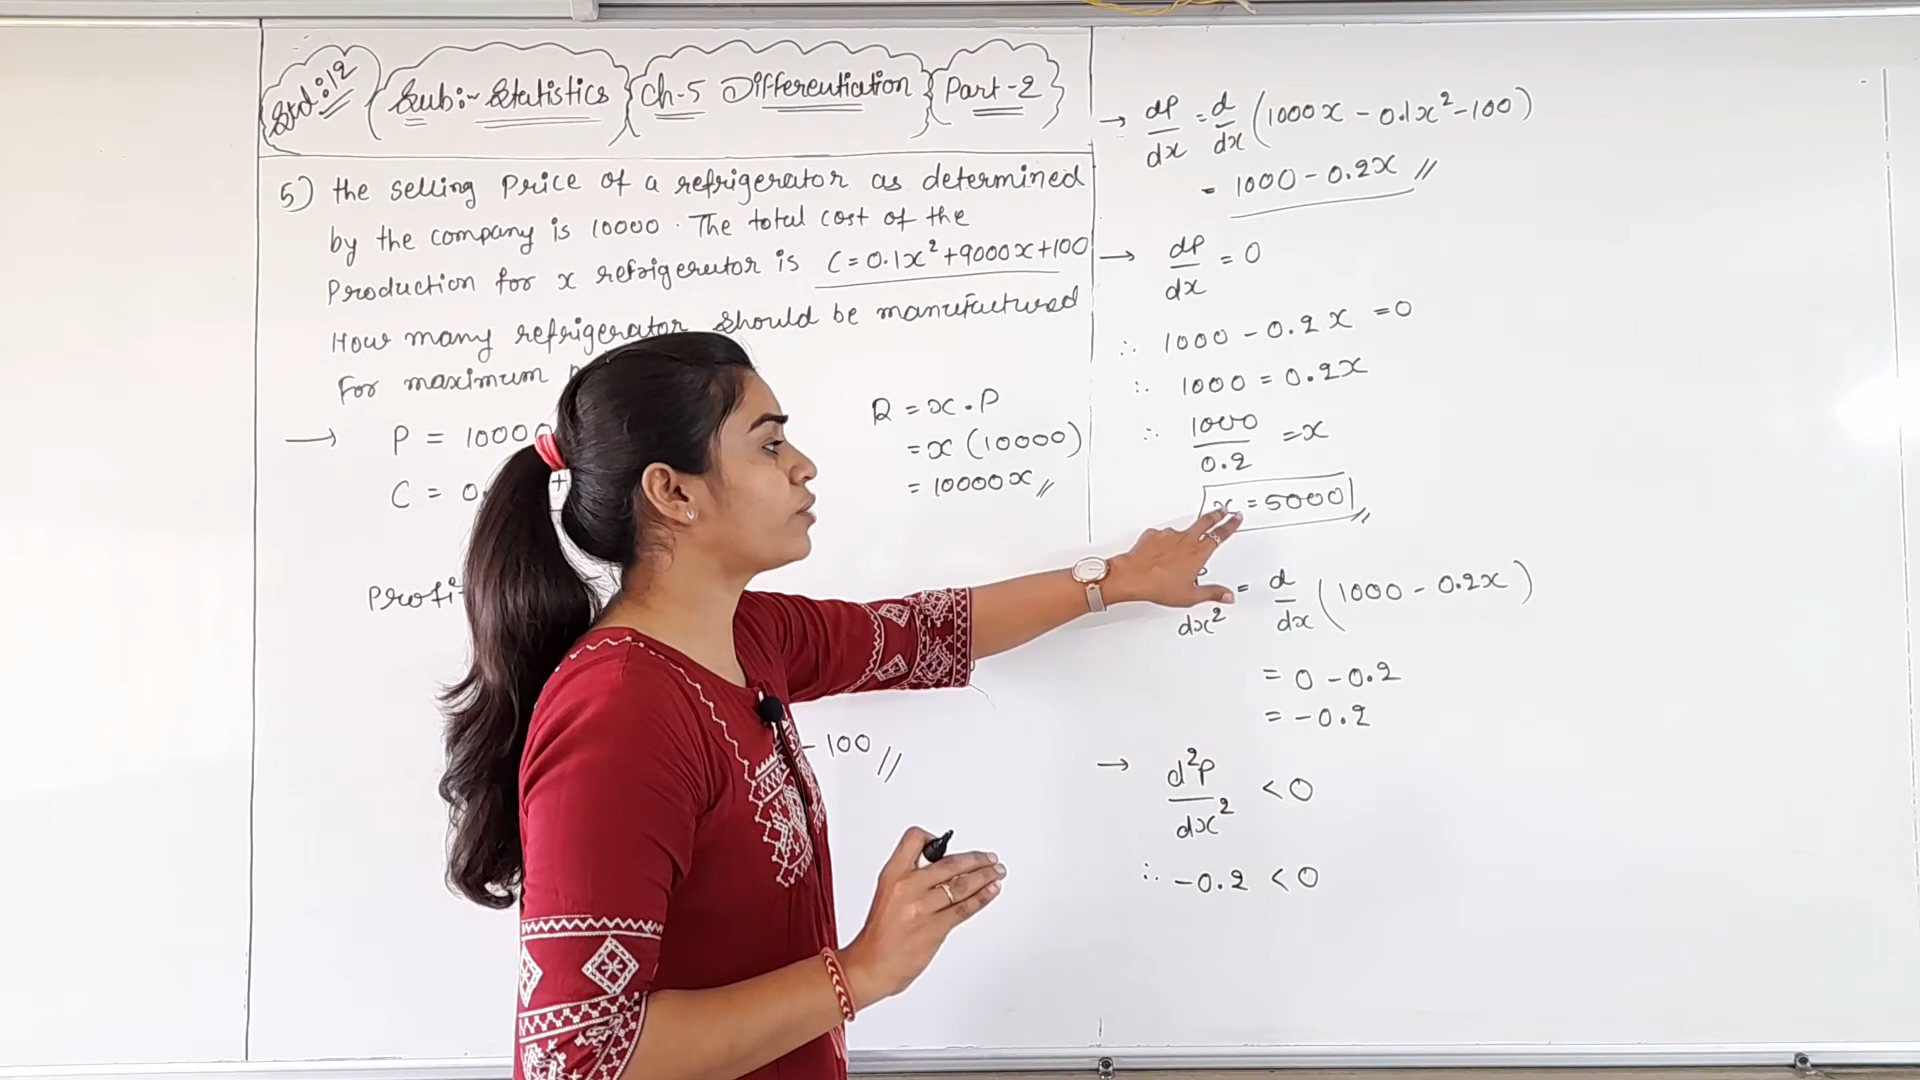 Std:-12
Sub:- Statistics
Ch-5 Differentiation
Part-2
5) the selling Price of a refrigerator as determined
by the company is 10000. The total cost of the
Production for x refrigerator is C=0.1x²+9000x+100
How many refrigerator should be manufactured
For maximum
→ P = 10000
C = 0. +
R = x.P
= x (10000)
= 10000x //
- 100 //
→ dP/dx = d/dx (1000x - 0.1x² - 100)
= 1000 - 0.2x //
→ dP/dx = 0
∴ 1000 - 0.2x = 0
∴ 1000 = 0.2x
∴ 1000/0.2 = x
x = 5000 //
dx² = d/dx (1000 - 0.2x)
= 0 - 0.2
= -0.2
→ d²P/dx² < 0
∴ -0.2 < 0